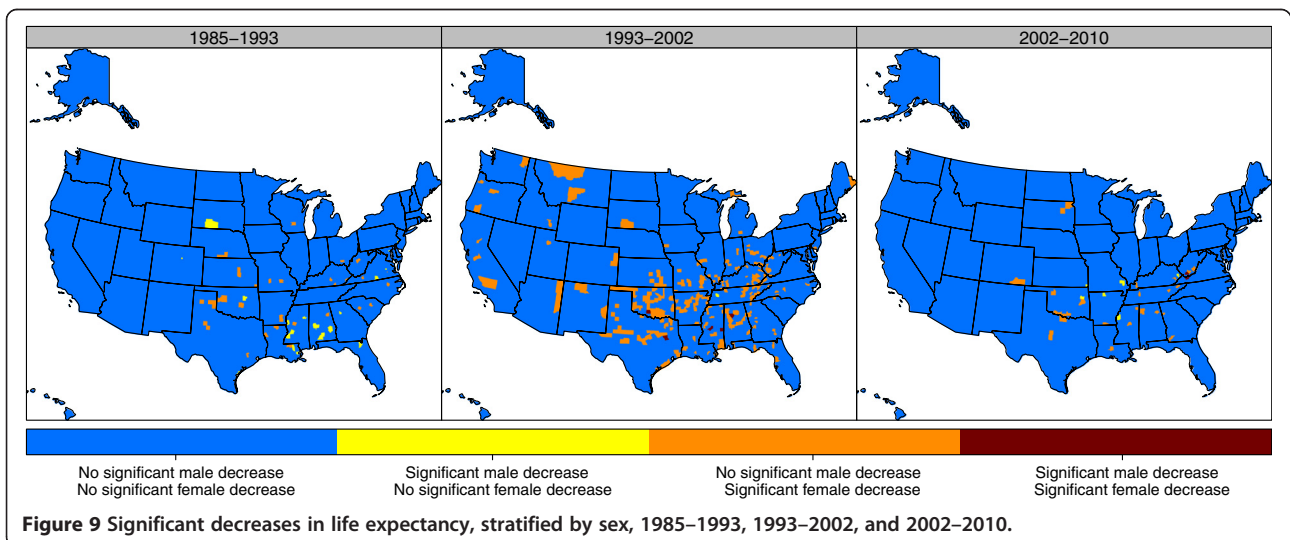 1985–1993
1993–2002
2002–2010
No significant male decrease
No significant female decrease
Significant male decrease
No significant female decrease
No significant male decrease
Significant female decrease
Significant male decrease
Significant female decrease
Figure 9 Significant decreases in life expectancy, stratified by sex, 1985–1993, 1993–2002, and 2002–2010.